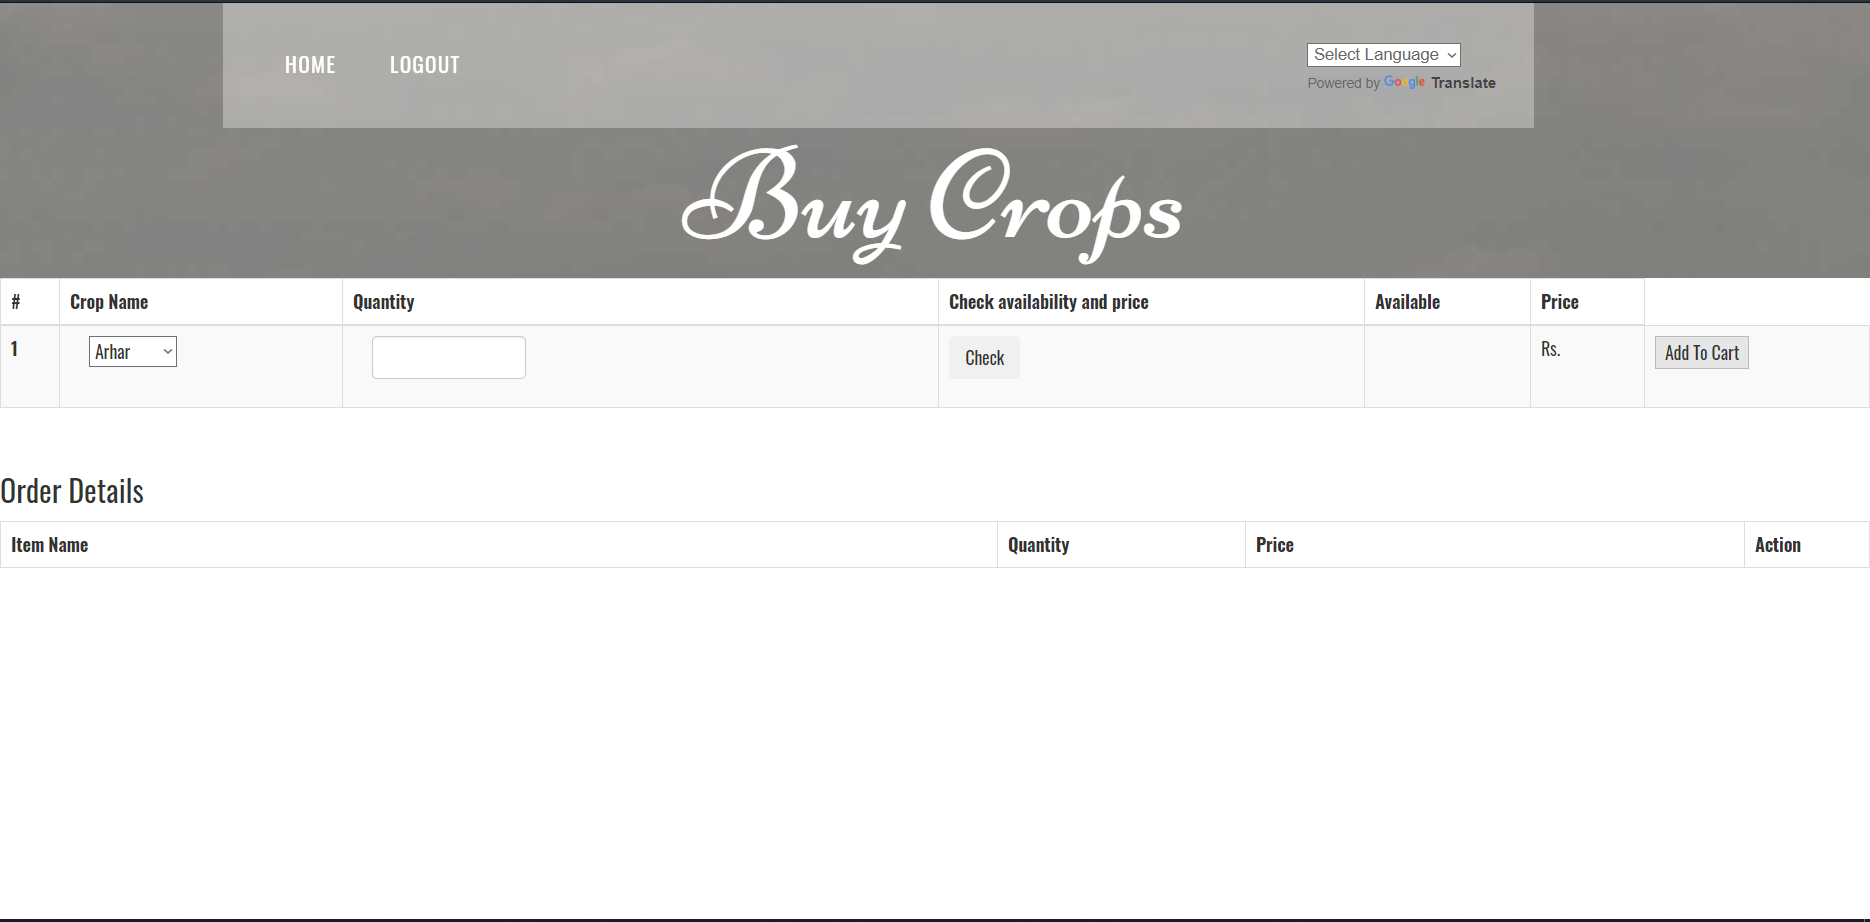 HOME LOGOUT Select Language
Powered by Google Translate
Buy Crops
# Crop Name Quantity Check availability and price Available Price
1 Arhar Check Rs. Add To Cart
Order Details
Item Name Quantity Price Action